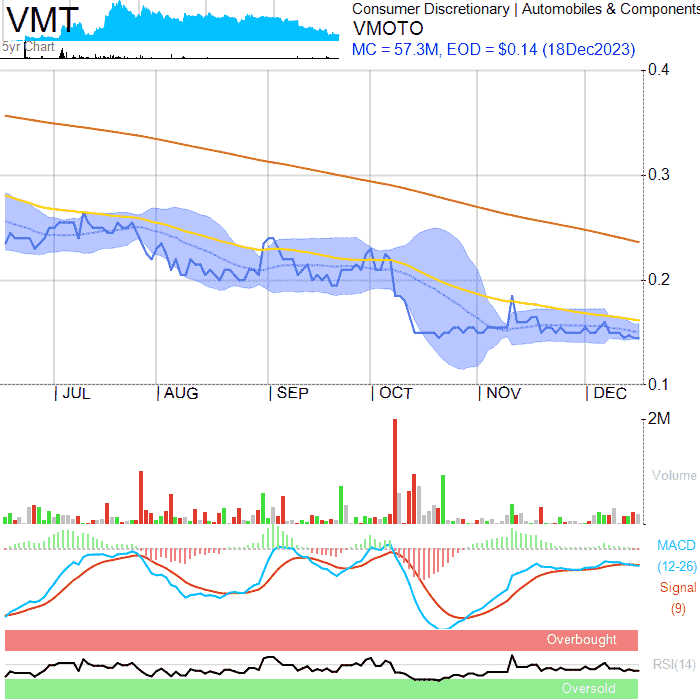 VMT
5yr Chart
Consumer Discretionary | Automobiles & Components
VMOTO
MC = 57.3M, EOD = $0.14 (18Dec2023)
0.4
0.3
0.2
0.1
JUL
AUG
SEP
OCT
NOV
DEC
2M
Volume
MACD
(12-26)
Signal
(9)
Overbought
RSI(14)
Oversold